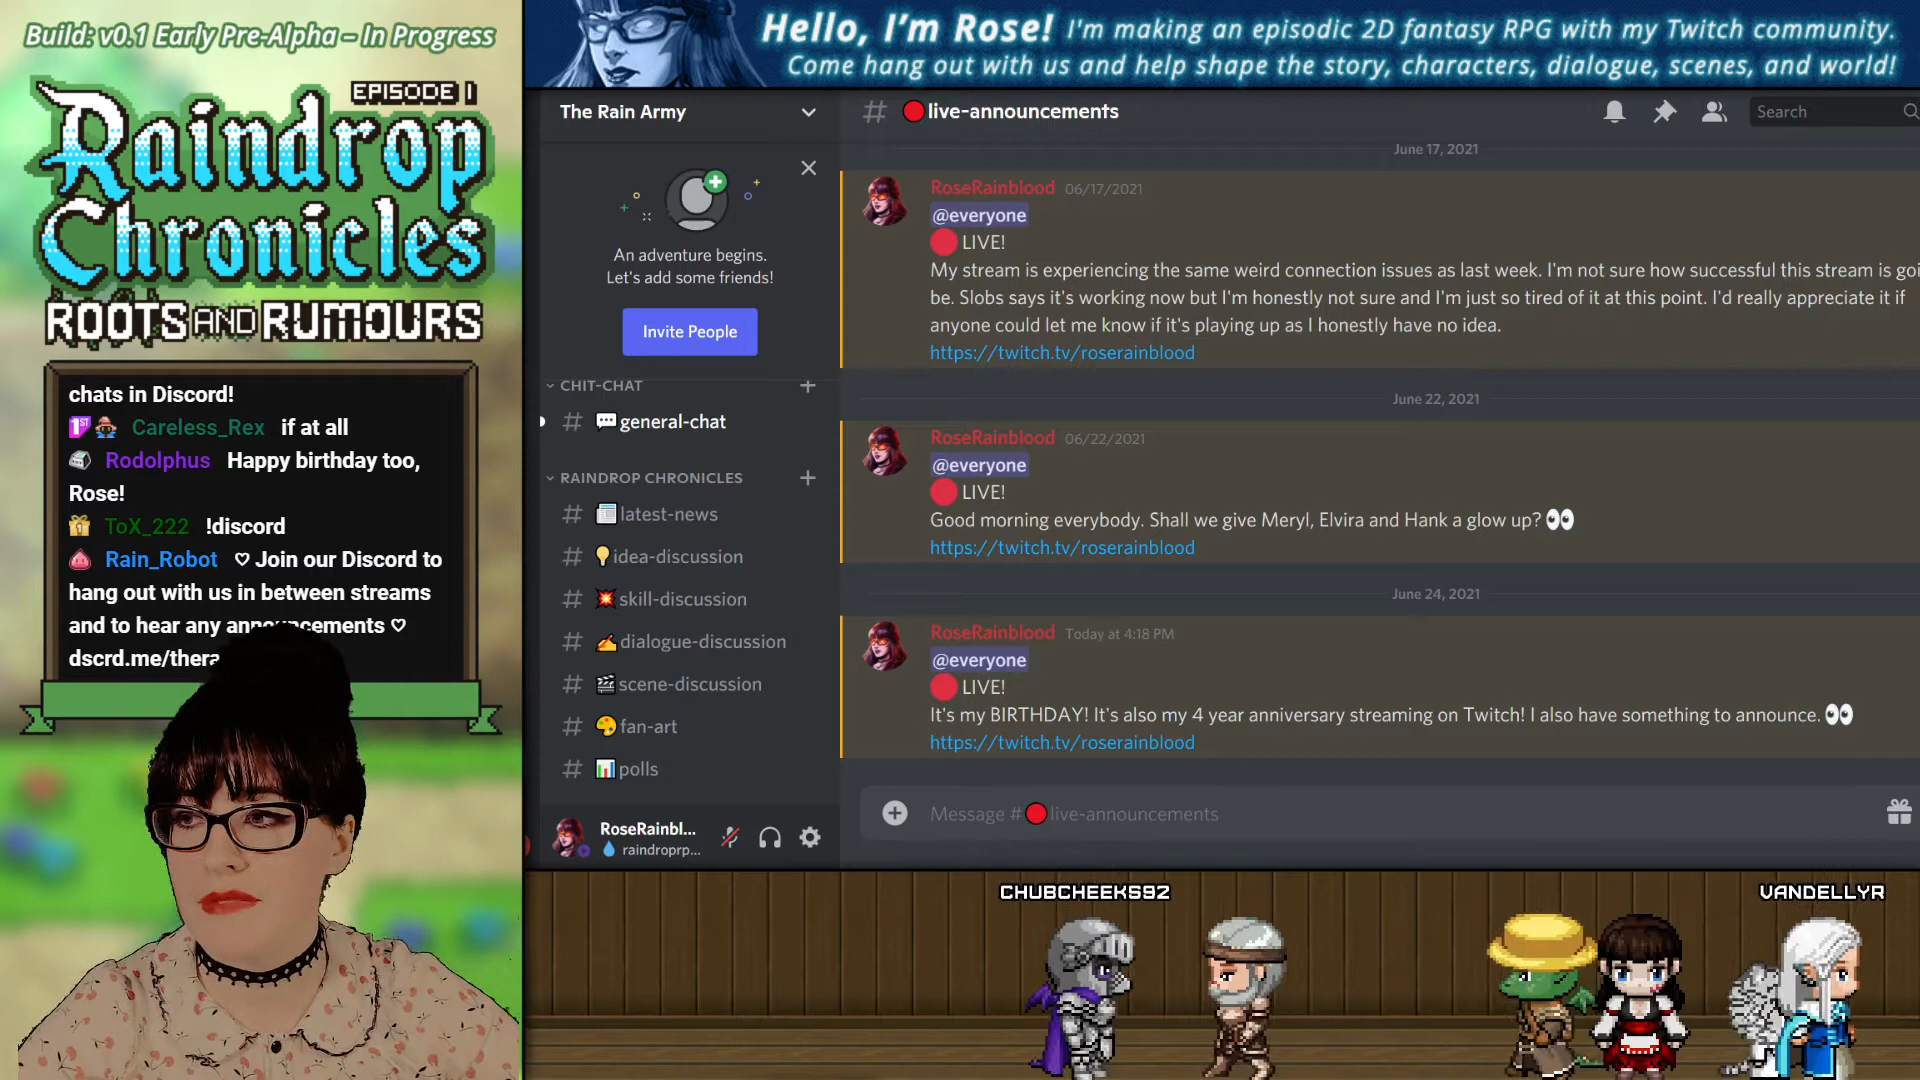 Build: v0.1 Early Pre-Alpha – In Progress
EPISODE I
Raindrop
Chronicles
ROOTS AND RUMOURS
chats in Discord!
1ST Careless_Rex if at all
Rodolphus Happy birthday too,
Rose!
ToX_222 !discord
Rain_Robot ♡ Join our Discord to
hang out with us in between streams
and to hear any announcements ♡
dscrd.me/thera
Hello, I'm Rose! I'm making an episodic 2D fantasy RPG with my Twitch community.
Come hang out with us and help shape the story, characters, dialogue, scenes, and world!
The Rain Army
An adventure begins.
Let's add some friends!
Invite People
CHIT-CHAT
# 💬general-chat
RAINDROP CHRONICLES
# 📰latest-news
# 💡idea-discussion
# 💥skill-discussion
# ✍dialogue-discussion
# 🎬scene-discussion
# 🎨fan-art
# 📊polls
RoseRainbl...
💧 raindroprp...
# 🔴live-announcements
Search
June 17, 2021
RoseRainblood 06/17/2021
@everyone
🔴 LIVE!
My stream is experiencing the same weird connection issues as last week. I'm not sure how successful this stream is goi
be. Slobs says it's working now but I'm honestly not sure and I'm just so tired of it at this point. I'd really appreciate it if
anyone could let me know if it's playing up as I honestly have no idea.
https://twitch.tv/roserainblood
June 22, 2021
RoseRainblood 06/22/2021
@everyone
🔴 LIVE!
Good morning everybody. Shall we give Meryl, Elvira and Hank a glow up? 👀
https://twitch.tv/roserainblood
June 24, 2021
RoseRainblood Today at 4:18 PM
@everyone
🔴 LIVE!
It's my BIRTHDAY! It's also my 4 year anniversary streaming on Twitch! I also have something to announce. 👀
https://twitch.tv/roserainblood
Message #🔴live-announcements
CHUBCHEEKS92
VANDELLYR